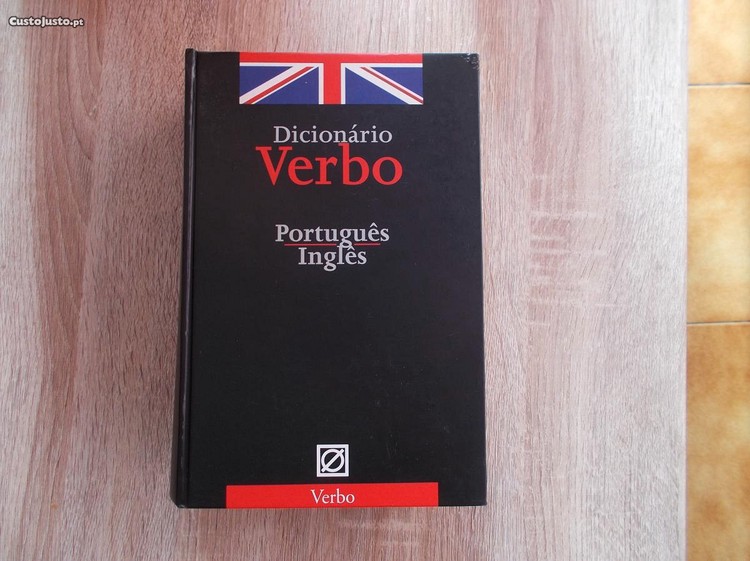 CustoJusto.pt
Dicionário
Verbo
Português
Inglês
Verbo